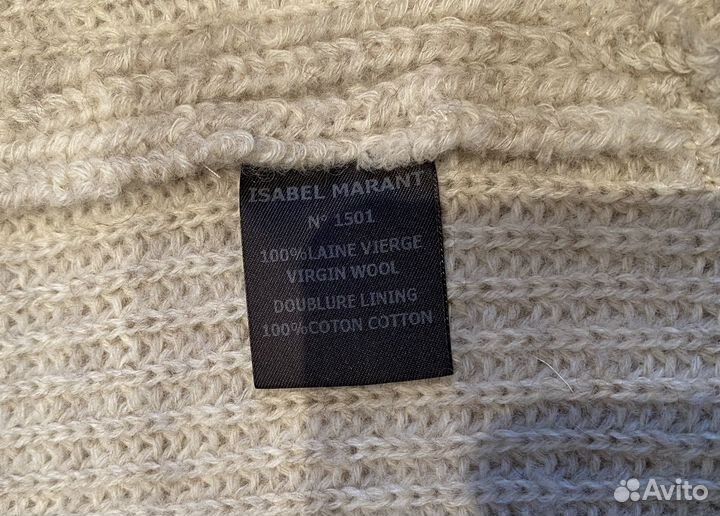 ISABEL MARANT
N° 1501
100%LAINE VIERGE
VIRGIN WOOL
DOUBLURE LINING
100%COTON COTTON
Avito